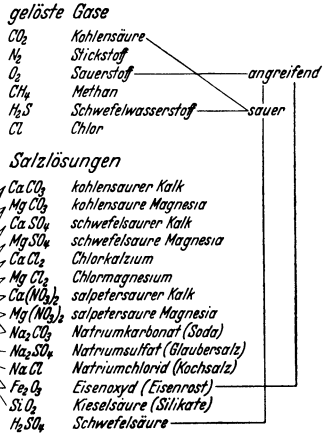 gelöste Gase
CO₂ Kohlensäure
N₂ Stickstoff
O₂ Sauerstoff angreifend
CH₄ Methan
H₂S Schwefelwasserstoff sauer
Cl Chlor
Salzlösungen
CaCO₃ kohlensaurer Kalk
MgCO₃ kohlensaure Magnesia
CaSO₄ schwefelsaurer Kalk
MgSO₄ schwefelsaure Magnesia
CaCl₂ Chlorkalzium
MgCl₂ Chlormagnesium
Ca(NO₃)₂ salpetersaurer Kalk
Mg(NO₃)₂ salpetersaure Magnesia
Na₂CO₃ Natriumkarbonat (Soda)
Na₂SO₄ Natriumsulfat (Glaubersalz)
NaCl Natriumchlorid (Kochsalz)
Fe₂O₃ Eisenoxyd (Eisenrost)
SiO₂ Kieselsäure (Silikate)
H₂SO₄ Schwefelsäure